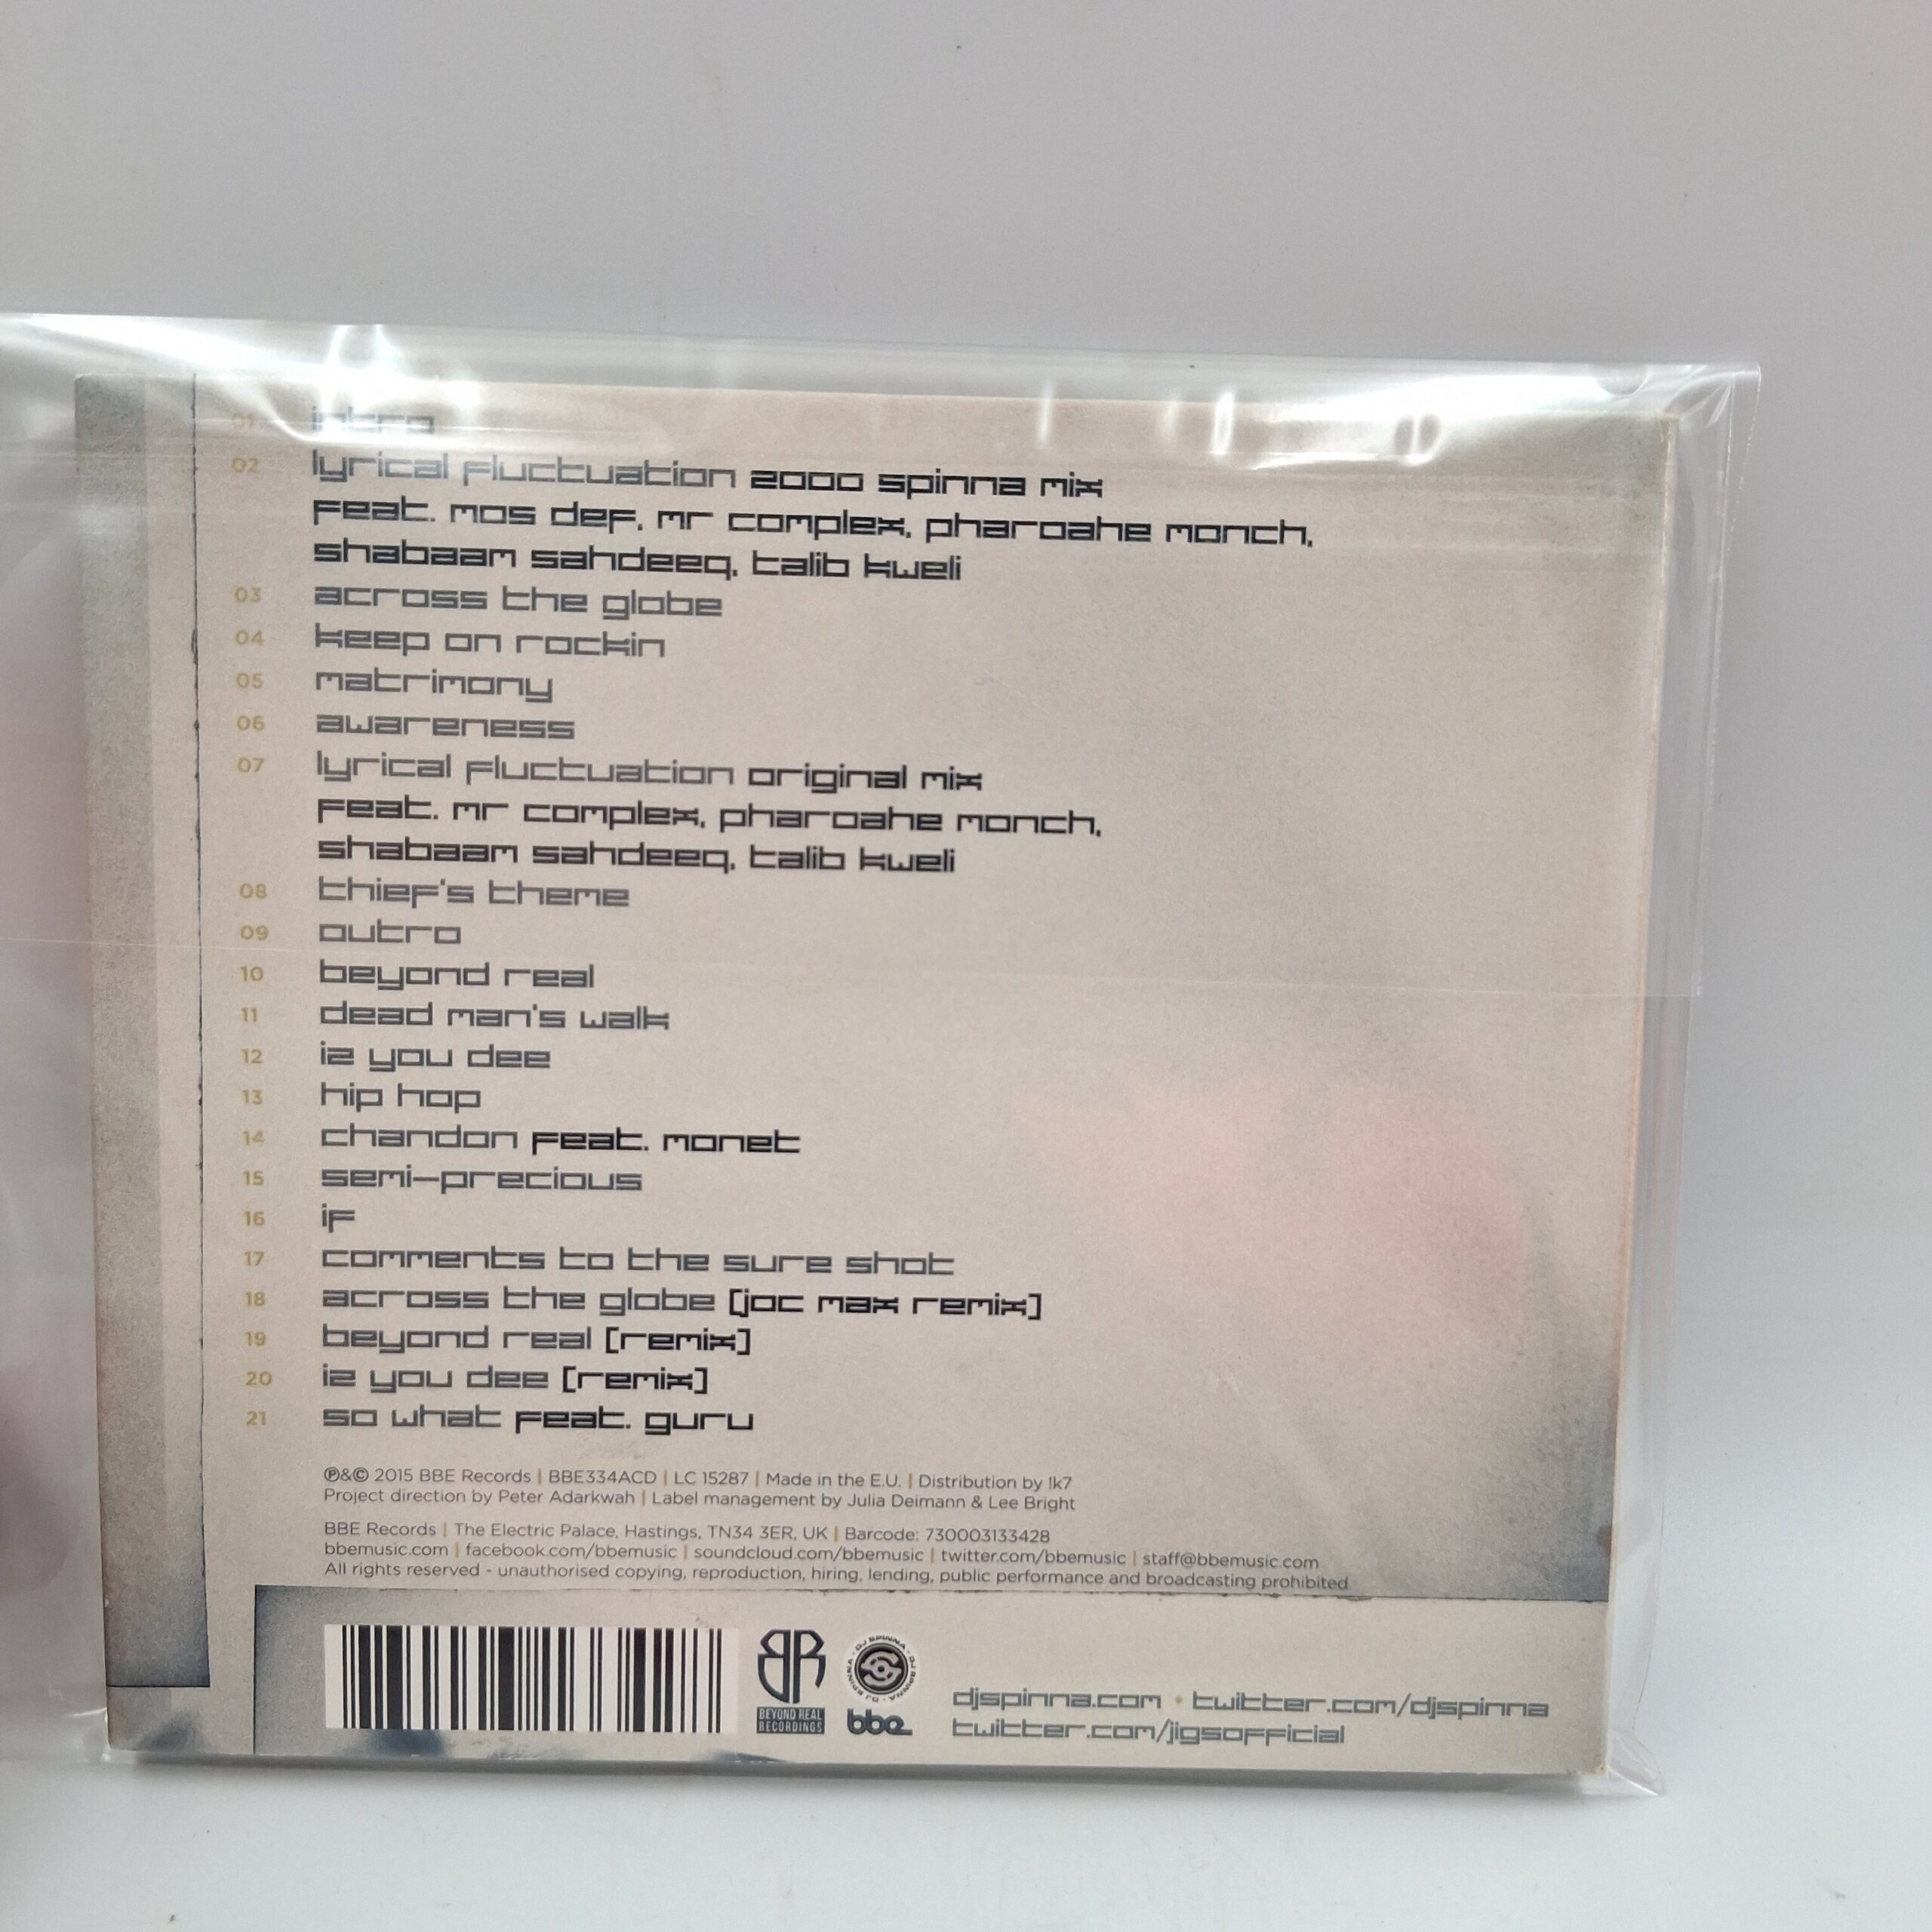 01 intro
02 lyrical fluctuation 2000 spinna mix
feat. mos def, mr complex, pharoahe monch,
shabaam sahdeeq, talib kweli
03 across the globe
04 keep on rockin
05 matrimony
06 awareness
07 lyrical fluctuation original mix
feat. mr complex, pharoahe monch,
shabaam sahdeeq, talib kweli
08 thief's theme
09 outro
10 beyond real
11 dead man's walk
12 iz you dee
13 hip hop
14 chandon feat. monet
15 semi-precious
16 if
17 comments to the sure shot
18 across the globe [joc max remix]
19 beyond real [remix]
20 iz you dee [remix]
21 so what feat. guru
℗&© 2015 BBE Records | BBE334ACD | LC 15287 | Made in the E.U. | Distribution by !k7
Project direction by Peter Adarkwah | Label management by Julia Deimann & Lee Bright
BBE Records | The Electric Palace, Hastings, TN34 3ER, UK | Barcode: 730003133428
bbemusic.com | facebook.com/bbemusic | soundcloud.com/bbemusic | twitter.com/bbemusic | staff@bbemusic.com
All rights reserved - unauthorised copying, reproduction, hiring, lending, public performance and broadcasting prohibited.
BR
BEYOND REAL
RECORDINGS
DJ SPINNA · DJ SPINNA · DJ SPINNA ·
bbe
djspinna.com • twitter.com/djspinna
twitter.com/jigsofficial